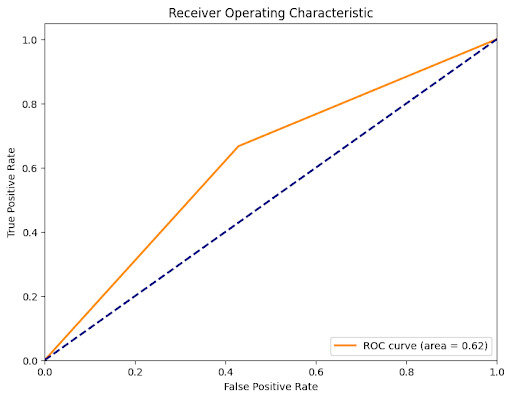 Receiver Operating Characteristic
True Positive Rate
1.0
0.8
0.6
0.4
0.2
0.0
ROC curve (area = 0.62)
0.0 0.2 0.4 0.6 0.8 1.0
False Positive Rate